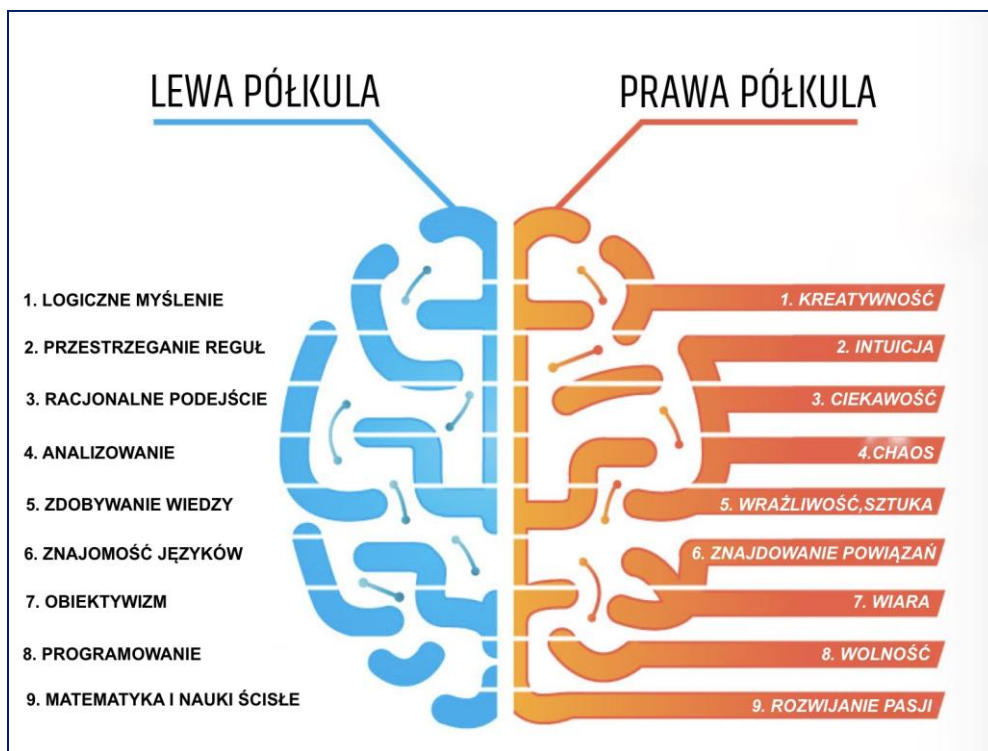 LEWA PÓŁKULA
PRAWA PÓŁKULA
1. LOGICZNE MYŚLENIE
2. PRZESTRZEGANIE REGUŁ
3. RACJONALNE PODEJŚCIE
4. ANALIZOWANIE
5. ZDOBYWANIE WIEDZY
6. ZNAJOMOŚĆ JĘZYKÓW
7. OBIEKTYWIZM
8. PROGRAMOWANIE
9. MATEMATYKA I NAUKI ŚCISŁE
1. KREATYWNOŚĆ
2. INTUICJA
3. CIEKAWOŚĆ
4.CHAOS
5. WRAŻLIWOŚĆ,SZTUKA
6. ZNAJDOWANIE POWIĄZAŃ
7. WIARA
8. WOLNOŚĆ
9. ROZWIJANIE PASJI